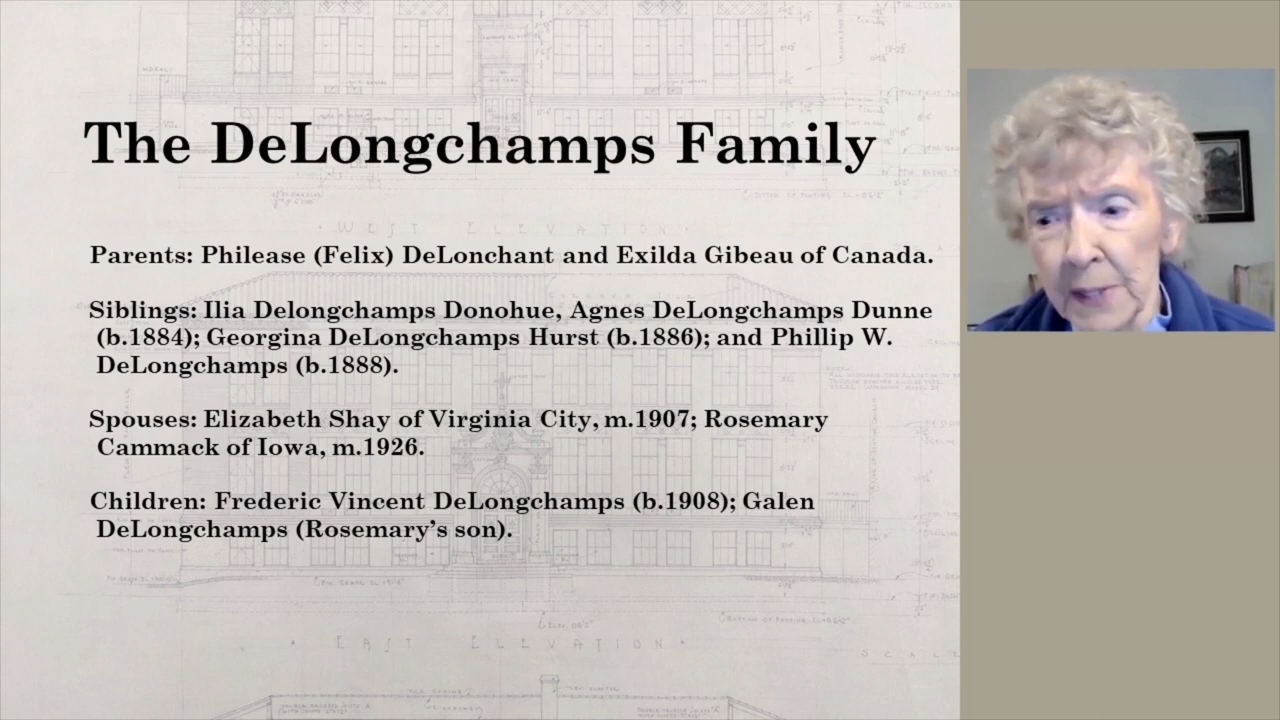 The DeLongchamps Family
WEST ELEVATION
Parents: Philease (Felix) DeLonchant and Exilda Gibeau of Canada.
Siblings: Ilia Delongchamps Donohue, Agnes DeLongchamps Dunne
(b.1884); Georgina DeLongchamps Hurst (b.1886); and Phillip W.
DeLongchamps (b.1888).
Spouses: Elizabeth Shay of Virginia City, m.1907; Rosemary
Cammack of Iowa, m.1926.
Children: Frederic Vincent DeLongchamps (b.1908); Galen
DeLongchamps (Rosemary’s son).
EAST ELEVATION
SCALE